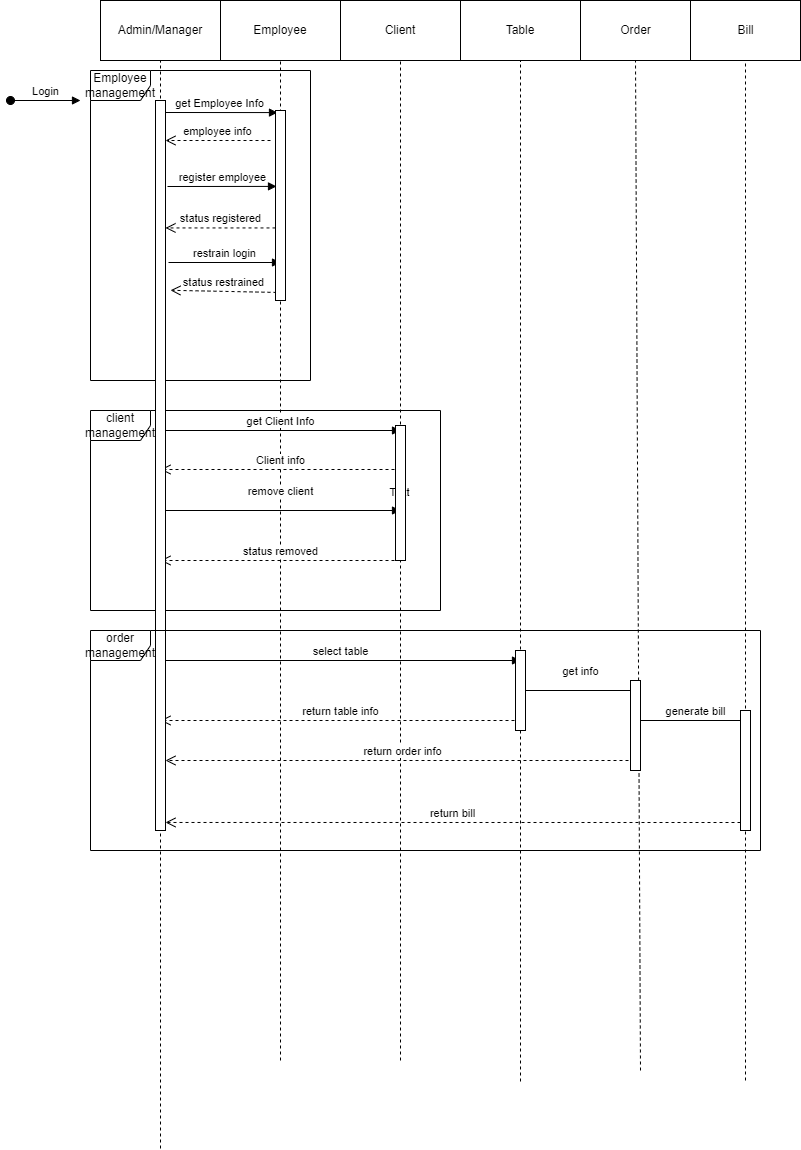 Admin/Manager
Employee
Client
Table
Order
Bill
Employee
management
Login
get Employee Info
employee info
register employee
status registered
restrain login
status restrained
client
management
get Client Info
Client info
remove client
status removed
order
management
select table
get info
return table info
generate bill
return order info
return bill